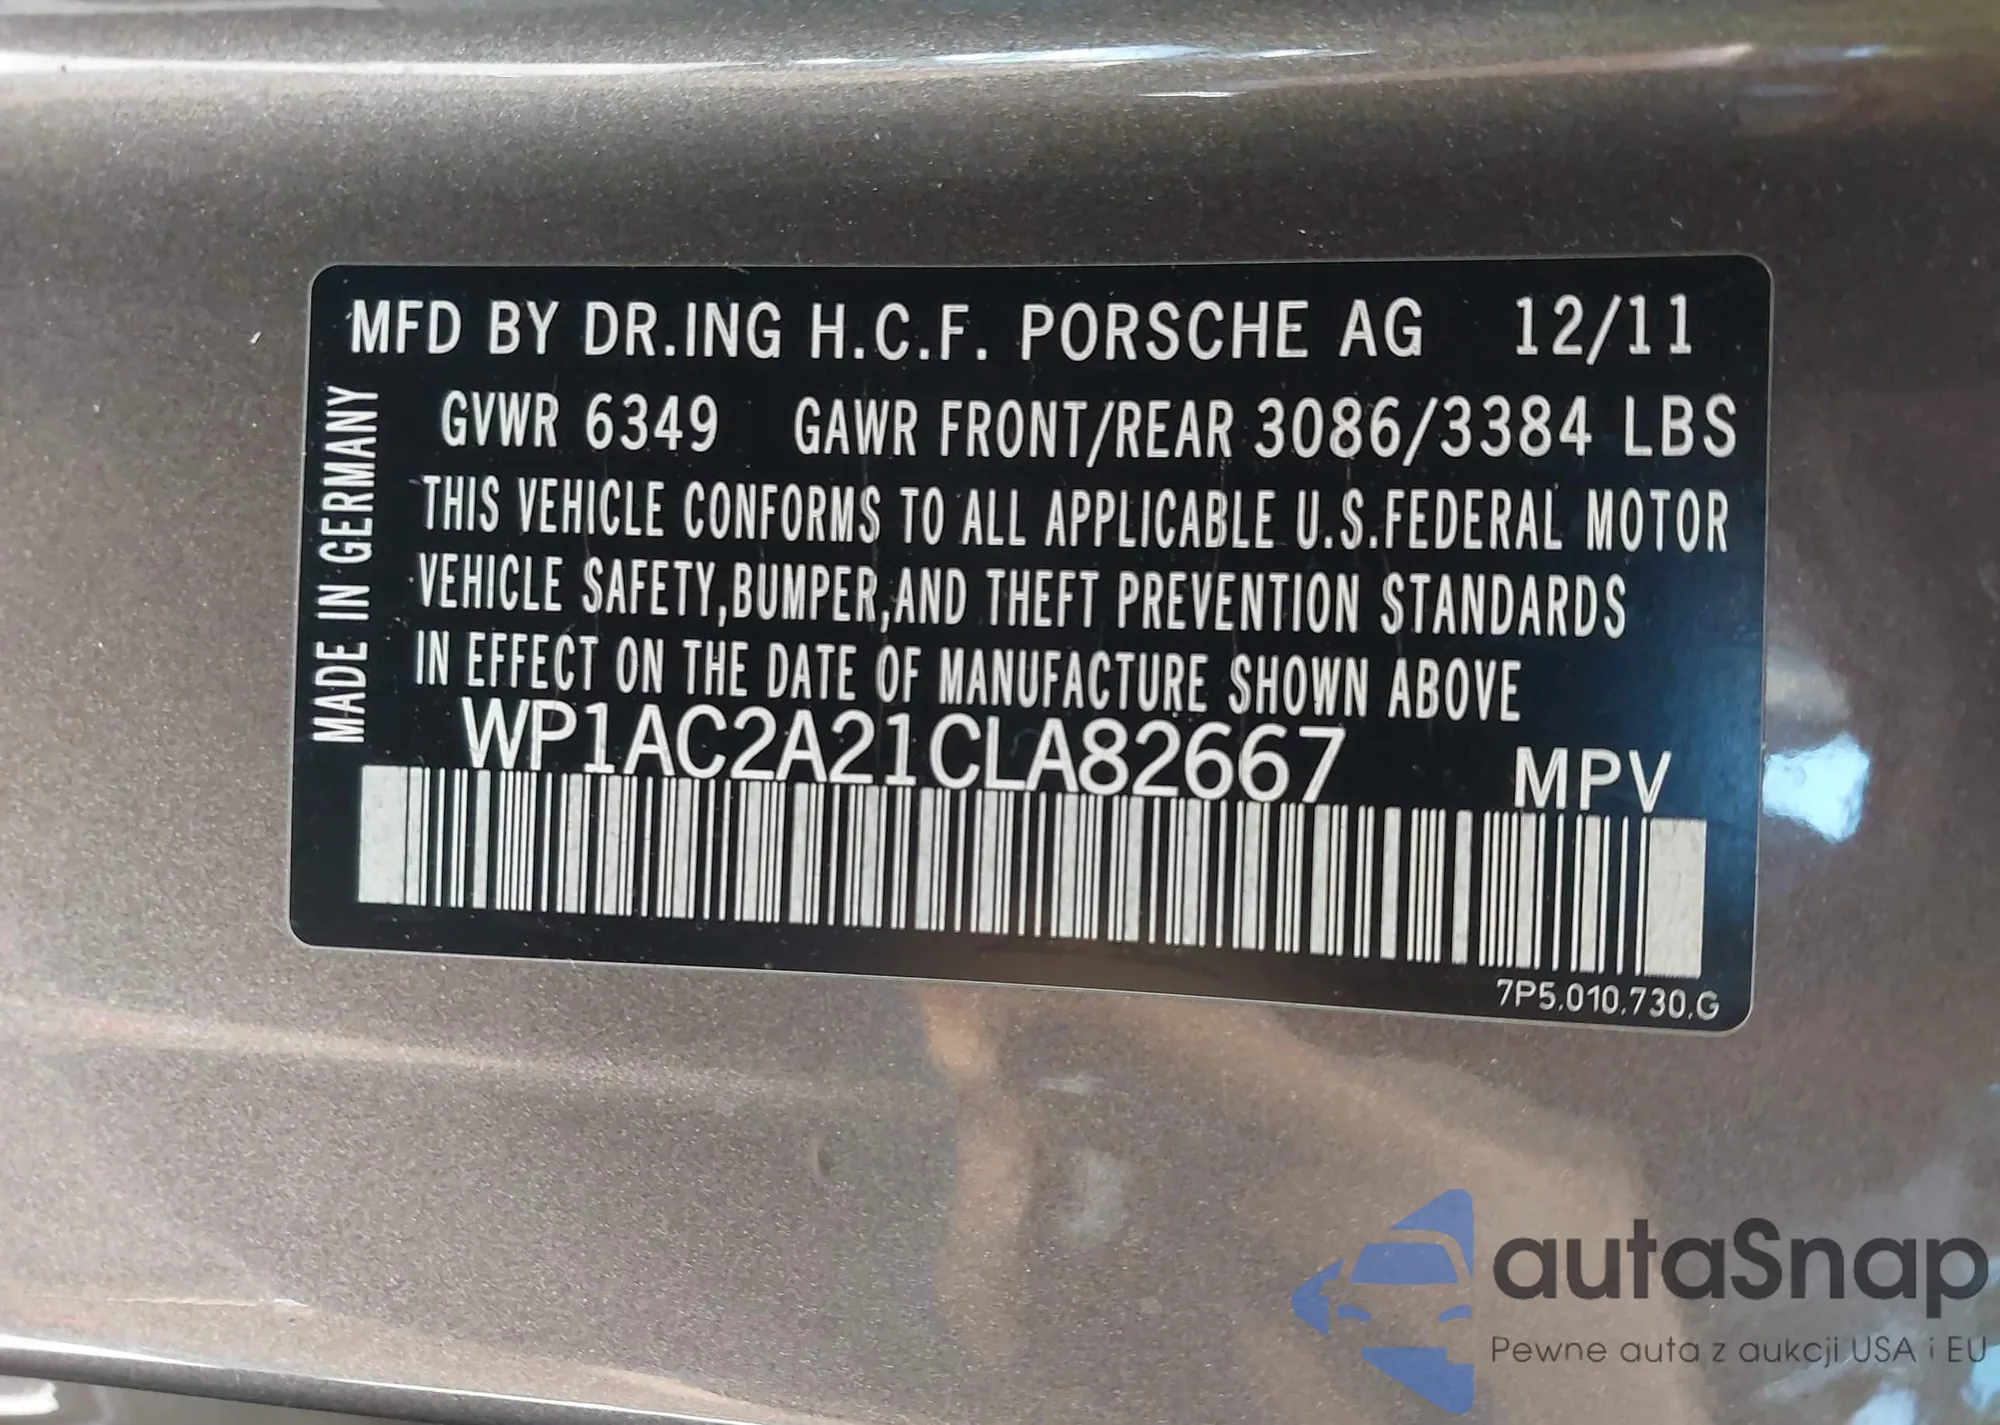 MFD BY DR.ING H.C.F. PORSCHE AG 12/11
GVWR 6349 GAWR FRONT/REAR 3086/3384 LBS
THIS VEHICLE CONFORMS TO ALL APPLICABLE U.S.FEDERAL MOTOR
VEHICLE SAFETY,BUMPER,AND THEFT PREVENTION STANDARDS
IN EFFECT ON THE DATE OF MANUFACTURE SHOWN ABOVE
WP1AC2A21CLA82667 MPV
7P5.010.730.G
MADE IN GERMANY
autaSnap
Pewne auta z aukcji USA i EU